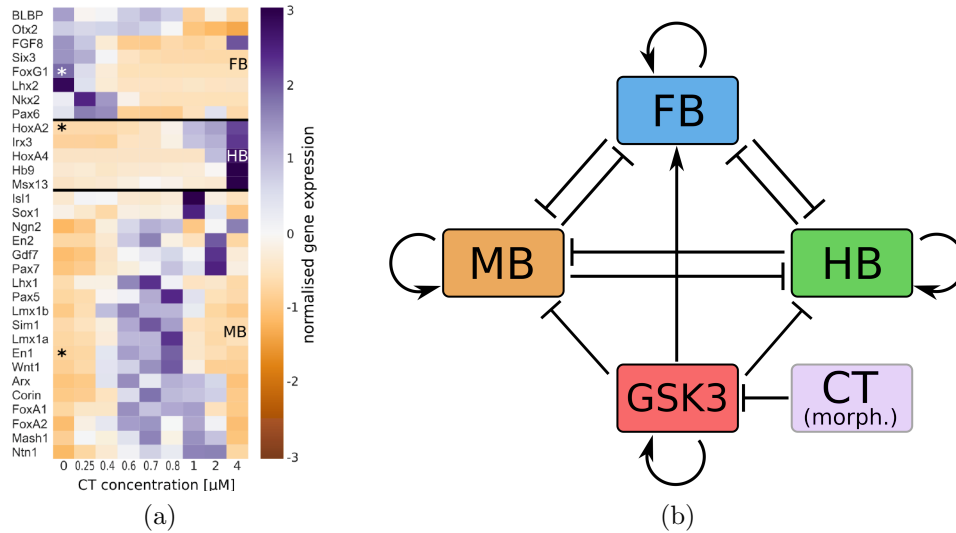 BLBP
Otx2
FGF8
Six3
FoxG1
*
Lhx2
Nkx2
Pax6
FB
HoxA2
*
Irx3
HoxA4
Hb9
Msx13
HB
Isl1
Sox1
Ngn2
En2
Gdf7
Pax7
Lhx1
Pax5
Lmx1b
Sim1
Lmx1a
En1
*
Wnt1
Arx
Corin
FoxA1
FoxA2
Mash1
Ntn1
MB
0 0.25 0.4 0.6 0.7 0.8 1 2 4
CT concentration [μM]
3
2
1
0
-1
-2
-3
normalised gene expression
(a)
FB
MB
HB
GSK3
CT
(morph.)
(b)